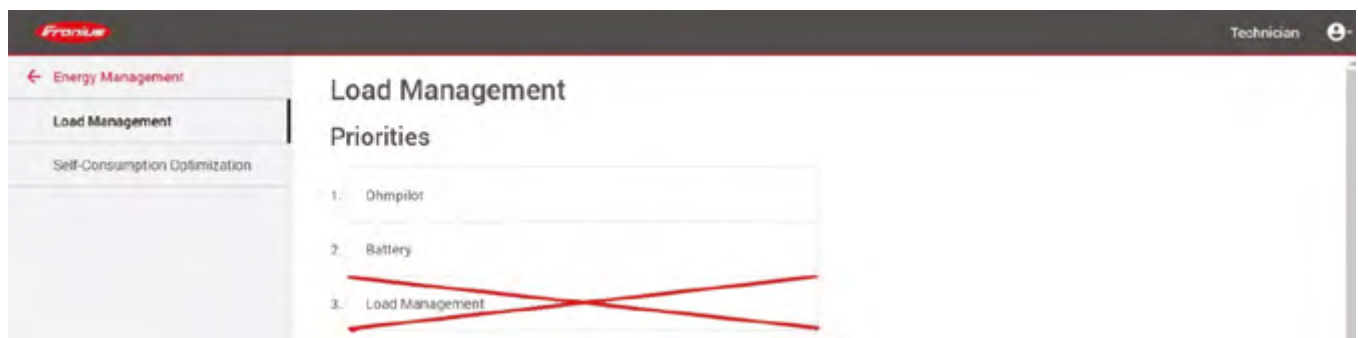 Fronius
Technician
Energy Management
Load Management
Self-Consumption Optimization
Load Management
Priorities
1. Ohmpilot
2. Battery
3. Load Management